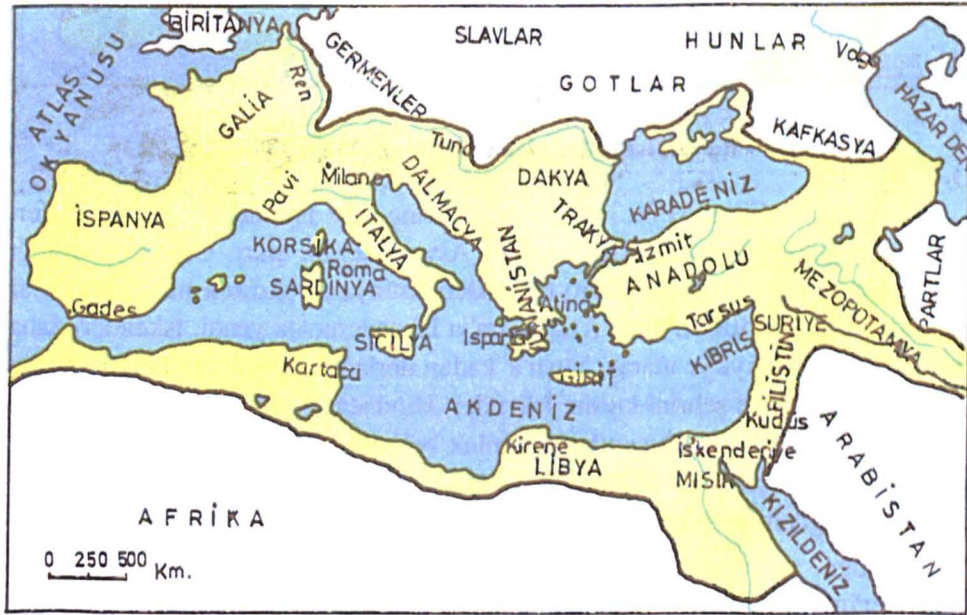 BİRİTANYA
SLAVLAR
HUNLAR
Volga
ATLAS
OKYANUSU
GERMENLER
GOTLAR
HAZAR DEN
Ren
GALİA
KAFKASYA
Tuna
DALMAÇYA
DAKYA
KARADENİZ
Milano
Pavi
İSPANYA
İTALYA
TRAKY
KORSİKA
Roma
SARDİNYA
İzmit
ANADOLU
MEZOPOTAMYA
PARTLAR
Atina
Gades
Isparta
Tarsus
SURİYE
SİCİLYA
KIBRIS
FİLİSTİN
Kartaca
GİRİT
AKDENİZ
Kudüs
ARABİSTAN
Kirene
İskenderiye
LİBYA
MISIR
KIZILDENİZ
AFRİKA
0 250 500 Km.